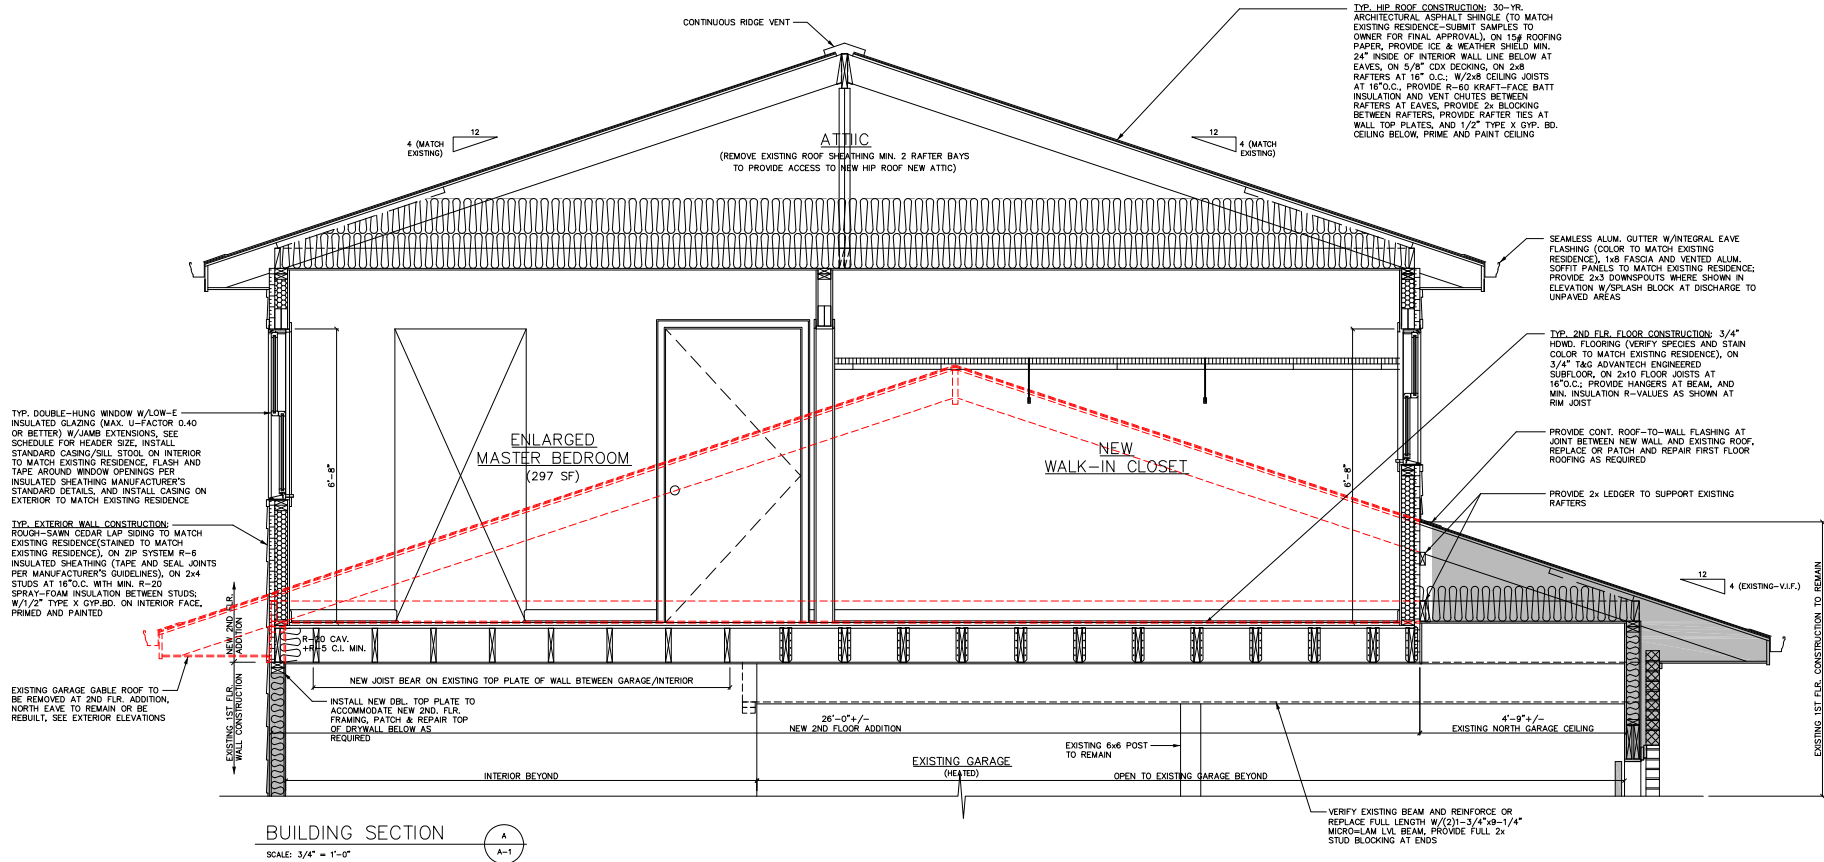 CONTINUOUS RIDGE VENT
TYP. HIP ROOF CONSTRUCTION: 30-YR.
ARCHITECTURAL ASPHALT SHINGLE (TO MATCH
EXISTING RESIDENCE-SUBMIT SAMPLES TO
OWNER FOR FINAL APPROVAL), ON 15# ROOFING
PAPER, PROVIDE ICE & WEATHER SHIELD MIN.
24" INSIDE OF INTERIOR WALL LINE BELOW AT
EAVES, ON 5/8" CDX DECKING, ON 2x8
RAFTERS AT 16" O.C.; W/2x8 CEILING JOISTS
AT 16"O.C., PROVIDE R-60 KRAFT-FACE BATT
INSULATION AND VENT CHUTES BETWEEN
RAFTERS AT EAVES, PROVIDE 2x BLOCKING
BETWEEN RAFTERS, PROVIDE RAFTER TIES AT
WALL TOP PLATES, AND 1/2" TYPE X GYP. BD.
CEILING BELOW, PRIME AND PAINT CEILING
12
4 (MATCH
EXISTING)
12
4 (MATCH
EXISTING)
ATTIIC
(REMOVE EXISTING ROOF SHEATHING MIN. 2 RAFTER BAYS
TO PROVIDE ACCESS TO NEW HIP ROOF NEW ATTIC)
SEAMLESS ALUM. GUTTER W/INTEGRAL EAVE
FLASHING (COLOR TO MATCH EXISTING
RESIDENCE), 1x8 FASCIA AND VENTED ALUM.
SOFFIT PANELS TO MATCH EXISTING RESIDENCE;
PROVIDE 2x3 DOWNSPOUTS WHERE SHOWN IN
ELEVATION W/SPLASH BLOCK AT DISCHARGE TO
UNPAVED AREAS
TYP. 2ND FLR. FLOOR CONSTRUCTION: 3/4"
HDWD. FLOORING (VERIFY SPECIES AND STAIN
COLOR TO MATCH EXISTING RESIDENCE), ON
3/4" T&G ADVANTECH ENGINEERED
SUBFLOOR, ON 2x10 FLOOR JOISTS AT
16"O.C.; PROVIDE HANGERS AT BEAM, AND
MIN. INSULATION R-VALUES AS SHOWN AT
RIM JOIST
PROVIDE CONT. ROOF-TO-WALL FLASHING AT
JOINT BETWEEN NEW WALL AND EXISTING ROOF,
REPLACE OR PATCH AND REPAIR FIRST FLOOR
ROOFING AS REQUIRED
PROVIDE 2x LEDGER TO SUPPORT EXISTING
RAFTERS
TYP. DOUBLE-HUNG WINDOW W/LOW-E
INSULATED GLAZING (MAX. U-FACTOR 0.40
OR BETTER) W/JAMB EXTENSIONS, SEE
SCHEDULE FOR HEADER SIZE, INSTALL
STANDARD CASING/SILL STOOL ON INTERIOR
TO MATCH EXISTING RESIDENCE, FLASH AND
TAPE AROUND WINDOW OPENINGS PER
INSULATED SHEATHING MANUFACTURER'S
STANDARD DETAILS, AND INSTALL CASING ON
EXTERIOR TO MATCH EXISTING RESIDENCE
TYP. EXTERIOR WALL CONSTRUCTION:
ROUGH-SAWN CEDAR LAP SIDING TO MATCH
EXISTING RESIDENCE(STAINED TO MATCH
EXISTING RESIDENCE), ON ZIP SYSTEM R-6
INSULATED SHEATHING (TAPE AND SEAL JOINTS
PER MANUFACTURER'S GUIDELINES), ON 2x4
STUDS AT 16"O.C. WITH MIN. R-20
SPRAY-FOAM INSULATION BETWEEN STUDS;
W/1/2" TYPE X GYP.BD. ON INTERIOR FACE,
PRIMED AND PAINTED
ENLARGED
MASTER BEDROOM
(297 SF)
6'-8"
NEW
WALK-IN CLOSET
6'-8"
12
4 (EXISTING-V.I.F.)
EXISTING 1ST FLR. CONSTRUCTION TO REMAIN
NEW 2ND FLR.
ADDITION
EXISTING 1ST FLR.
WALL CONSTRUCTION
R-20 CAV.
+R-5 C.I. MIN.
EXISTING GARAGE GABLE ROOF TO
BE REMOVED AT 2ND FLR. ADDITION,
NORTH EAVE TO REMAIN OR BE
REBUILT, SEE EXTERIOR ELEVATIONS
NEW JOIST BEAR ON EXISTING TOP PLATE OF WALL BTEWEEN GARAGE/INTERIOR
INSTALL NEW DBL. TOP PLATE TO
ACCOMMODATE NEW 2ND. FLR.
FRAMING, PATCH & REPAIR TOP
OF DRYWALL BELOW AS
REQUIRED
26'-0"+/-
NEW 2ND FLOOR ADDITION
4'-9"+/-
EXISTING NORTH GARAGE CEILING
EXISTING 6x6 POST
TO REMAIN
EXISTING GARAGE
(HEATED)
INTERIOR BEYOND
OPEN TO EXISTING GARAGE BEYOND
VERIFY EXISTING BEAM AND REINFORCE OR
REPLACE FULL LENGTH W/(2)1-3/4"x9-1/4"
MICRO=LAM LVL BEAM, PROVIDE FULL 2x
STUD BLOCKING AT ENDS
BUILDING SECTION
SCALE: 3/4" = 1'-0"
A
A-1